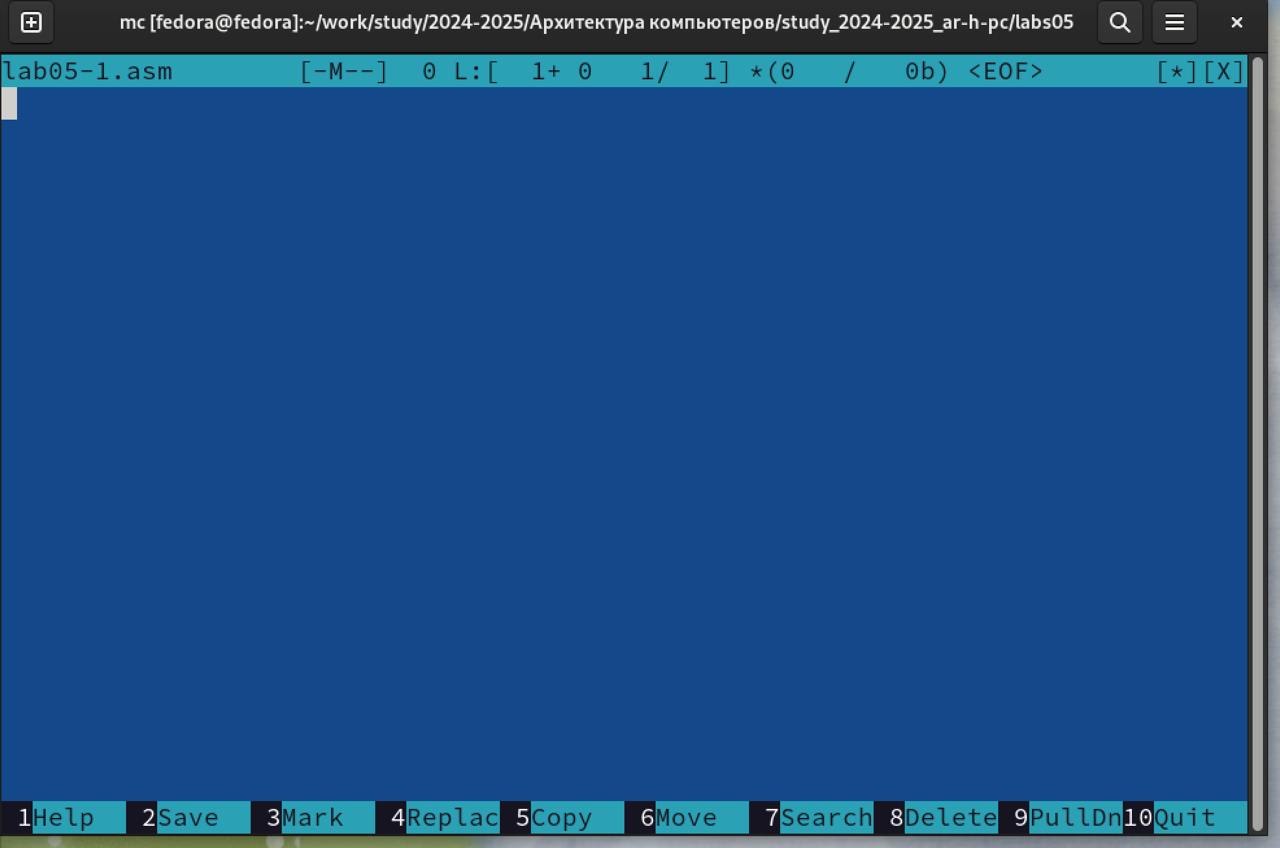 mc [fedora@fedora]:~/work/study/2024-2025/Архитектура компьютеров/study_2024-2025_ar-h-pc/labs05
lab05-1.asm [-M--] 0 L:[ 1+ 0 1/ 1] *(0 / 0b) <EOF> [*][X]
1Help 2Save 3Mark 4Replac 5Copy 6Move 7Search 8Delete 9PullDn 10Quit